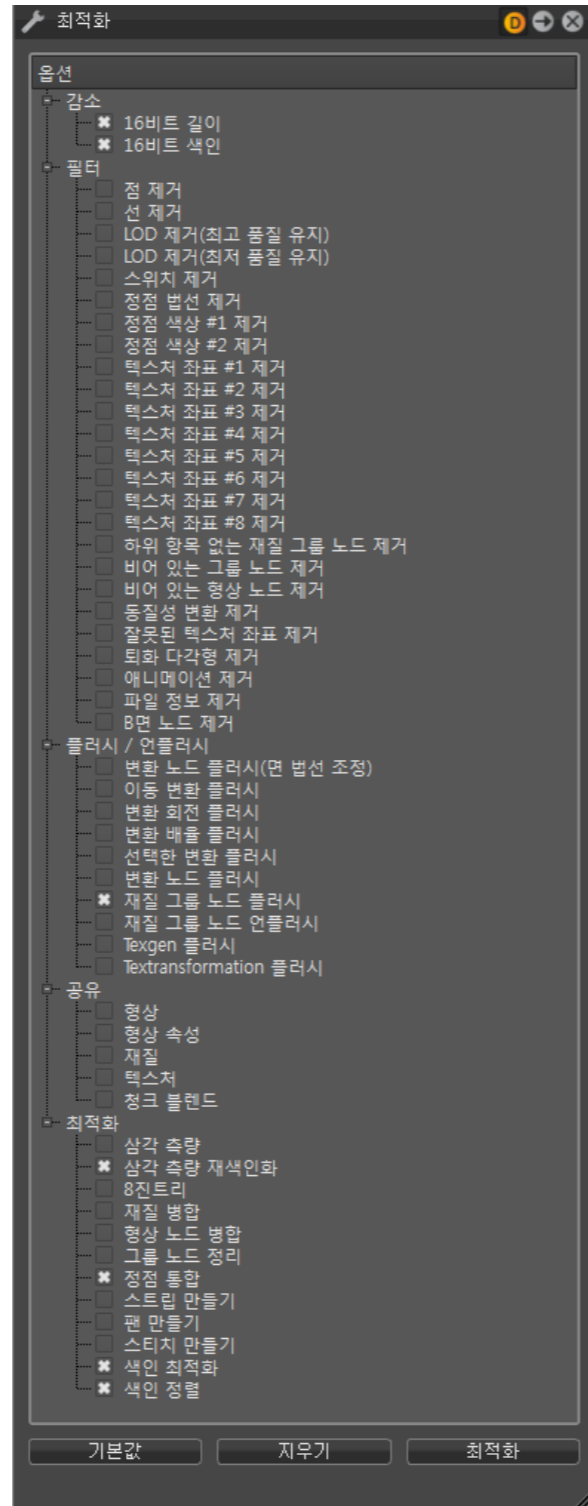 최적화
D
옵션
감소
16비트 길이
16비트 색인
필터
점 제거
선 제거
LOD 제거(최고 품질 유지)
LOD 제거(최저 품질 유지)
스위치 제거
정점 법선 제거
정점 색상 #1 제거
정점 색상 #2 제거
텍스처 좌표 #1 제거
텍스처 좌표 #2 제거
텍스처 좌표 #3 제거
텍스처 좌표 #4 제거
텍스처 좌표 #5 제거
텍스처 좌표 #6 제거
텍스처 좌표 #7 제거
텍스처 좌표 #8 제거
하위 항목 없는 재질 그룹 노드 제거
비어 있는 그룹 노드 제거
비어 있는 형상 노드 제거
동질성 변환 제거
잘못된 텍스처 좌표 제거
퇴화 다각형 제거
애니메이션 제거
파일 정보 제거
B면 노드 제거
플러시 / 언플러시
변환 노드 플러시(면 법선 조정)
이동 변환 플러시
변환 회전 플러시
변환 배율 플러시
선택한 변환 플러시
변환 노드 플러시
재질 그룹 노드 플러시
재질 그룹 노드 언플러시
Texgen 플러시
Textransformation 플러시
공유
형상
형상 속성
재질
텍스처
청크 블렌드
최적화
삼각 측량
삼각 측량 재색인화
8진트리
재질 병합
형상 노드 병합
그룹 노드 정리
정점 통합
스트립 만들기
팬 만들기
스티치 만들기
색인 최적화
색인 정렬
기본값 지우기 최적화